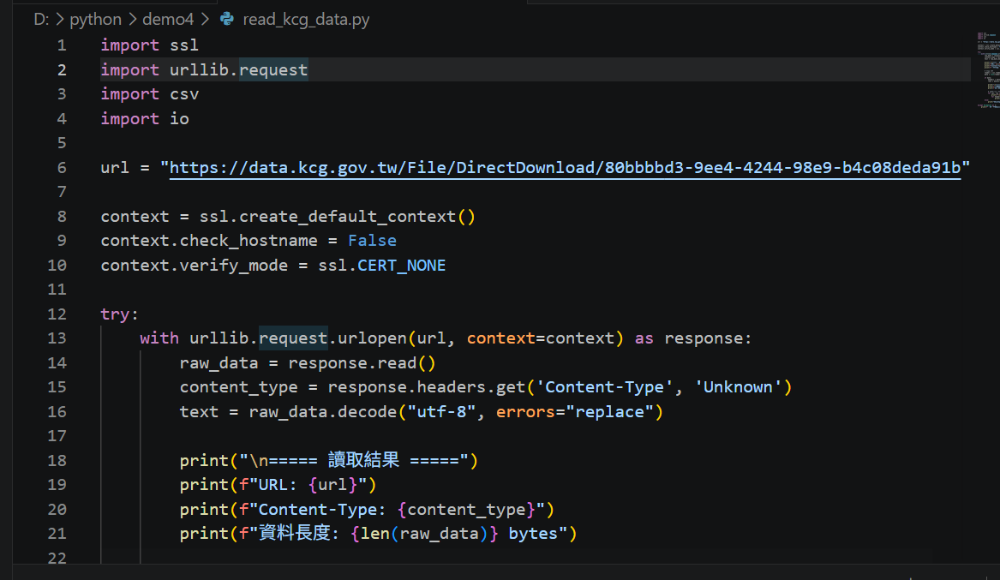 D: > python > demo4 > read_kcg_data.py
1 import ssl
2 import urllib.request
3 import csv
4 import io
5
6 url = "https://data.kcg.gov.tw/File/DirectDownload/80bbbbd3-9ee4-4244-98e9-b4c08deda91b"
7
8 context = ssl.create_default_context()
9 context.check_hostname = False
10 context.verify_mode = ssl.CERT_NONE
11
12 try:
13     with urllib.request.urlopen(url, context=context) as response:
14         raw_data = response.read()
15         content_type = response.headers.get('Content-Type', 'Unknown')
16         text = raw_data.decode("utf-8", errors="replace")
17
18         print("\n===== 讀取結果 =====")
19         print(f"URL: {url}")
20         print(f"Content-Type: {content_type}")
21         print(f"資料長度: {len(raw_data)} bytes")
22